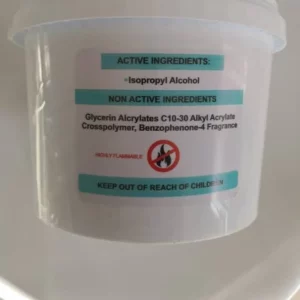 ACTIVE INGREDIENTS:
Isopropyl Alcohol
NON ACTIVE INGREDIENTS
Glycerin Alcrylates C10-30 Alkyl Acrylate
Crosspolymer, Benzophenone-4 Fragrance
HIGHLY FLAMMABLE
KEEP OUT OF REACH OF CHILDREN